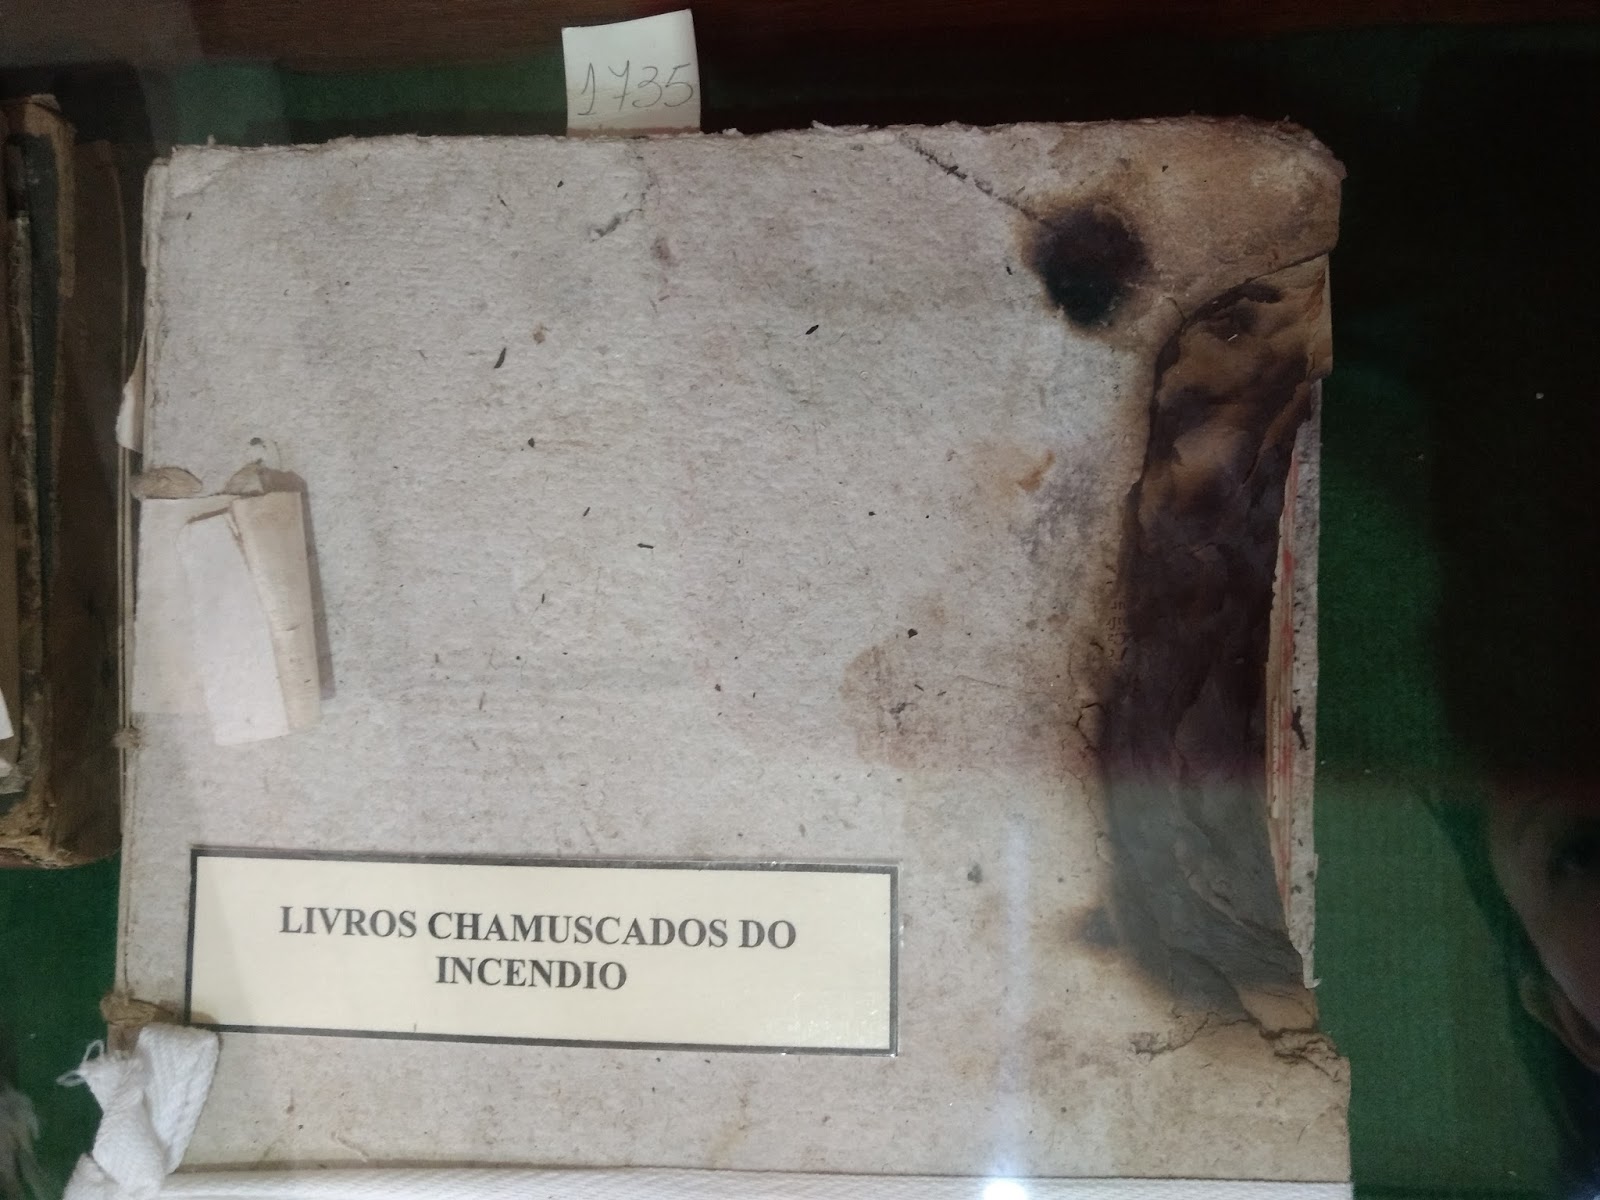 1735
LIVROS CHAMUSCADOS DO
INCENDIO